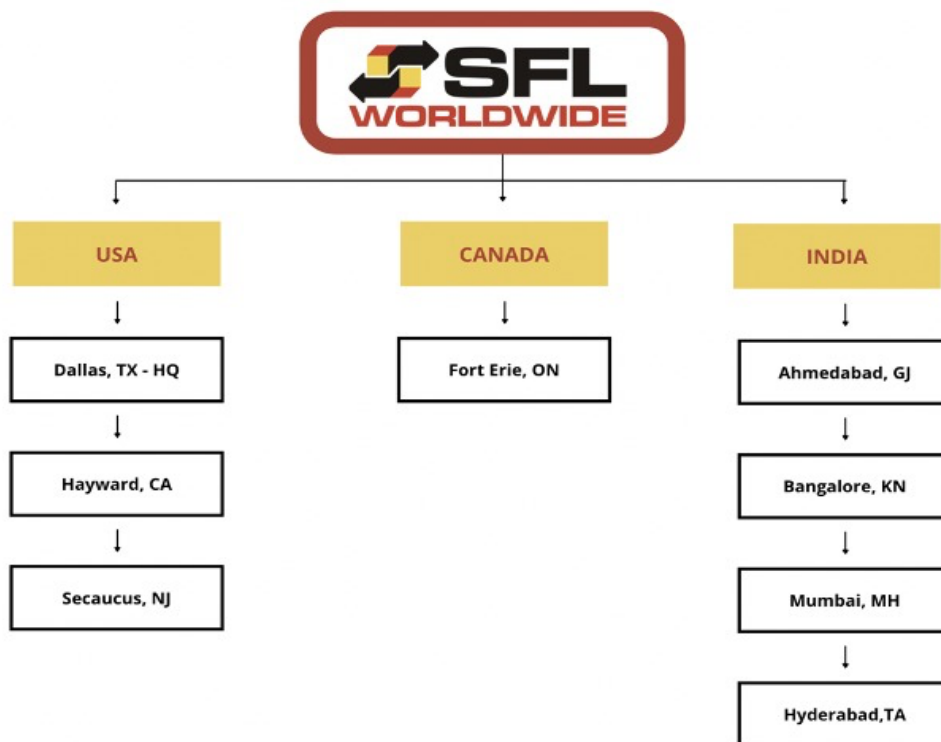 SFL
WORLDWIDE
USA
CANADA
INDIA
Dallas, TX - HQ
Fort Erie, ON
Ahmedabad, GJ
Hayward, CA
Bangalore, KN
Secaucus, NJ
Mumbai, MH
Hyderabad,TA